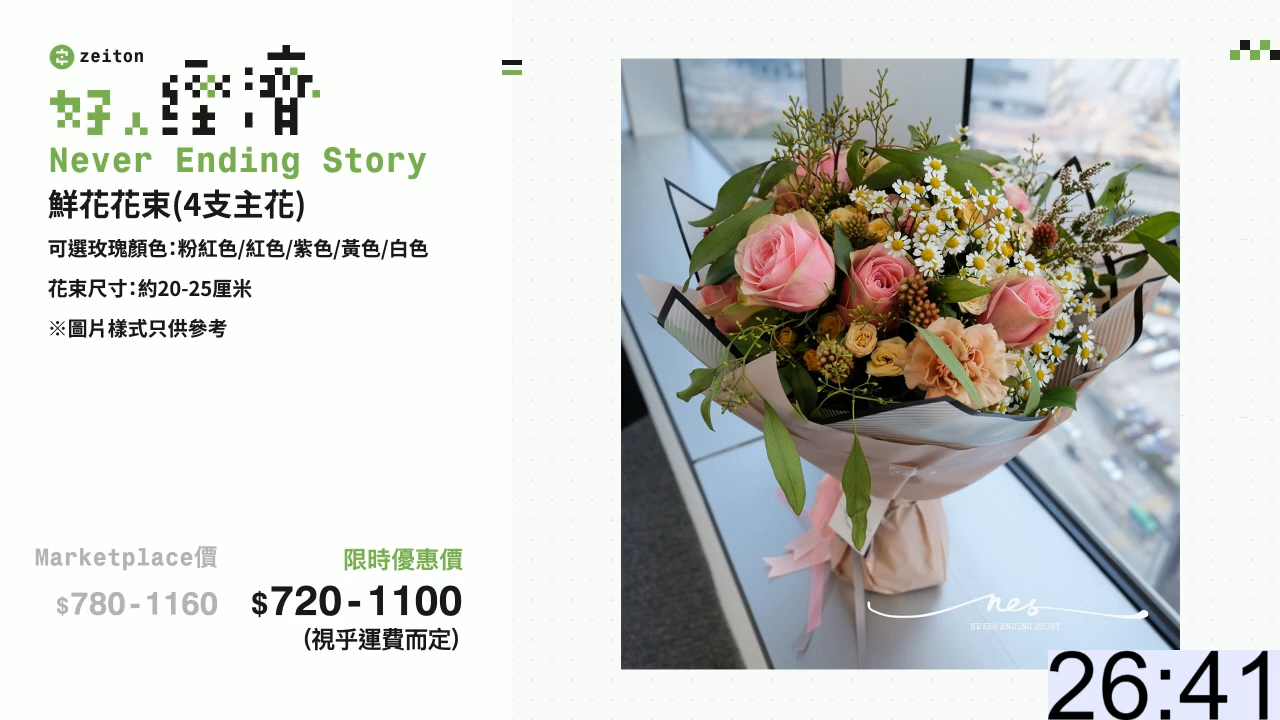 zeiton
好人經濟
Never Ending Story
鮮花花束(4支主花)
可選玫瑰顏色:粉紅色/紅色/紫色/黃色/白色
花束尺寸:約20-25厘米
※圖片樣式只供參考
Marketplace價
$780-1160
限時優惠價
$720-1100
(視乎運費而定)
nes
NEVER ENDING STORY
26:41